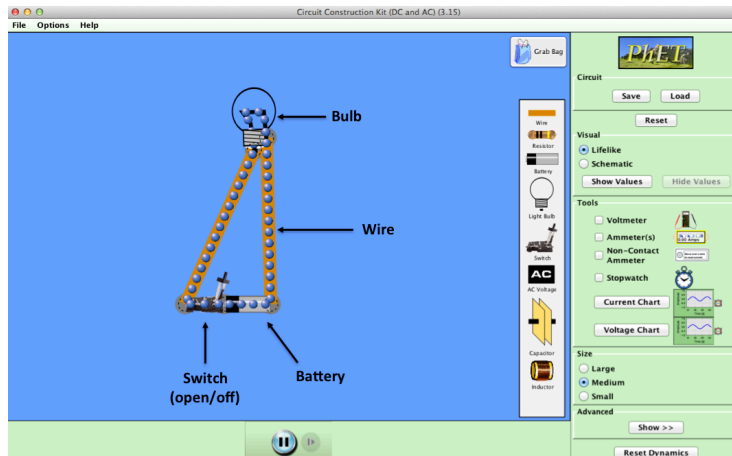 Circuit Construction Kit (DC and AC) (3.15)
File Options Help
Grab Bag
Bulb
Wire
Switch
(open/off)
Battery
Wire
Resistor
Battery
Light Bulb
Switch
AC
AC Voltage
Capacitor
Inductor
PhET
Circuit
Save Load
Reset
Visual
Lifelike
Schematic
Show Values Hide Values
Tools
Voltmeter
Ammeter(s)
Non-Contact
Ammeter
Stopwatch
Current Chart
Voltage Chart
Size
Large
Medium
Small
Advanced
Show >>
Reset Dynamics